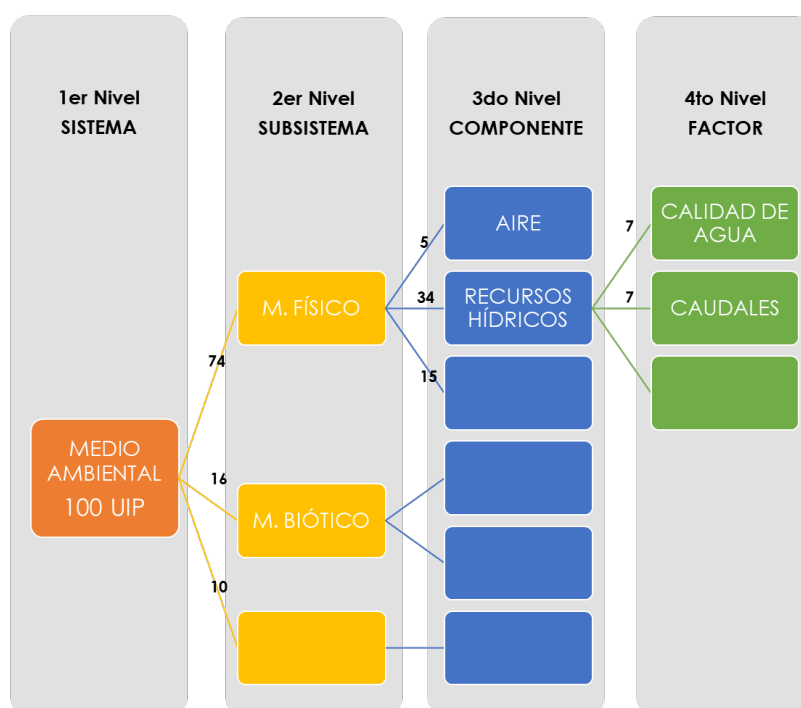 1er Nivel
SISTEMA
2er Nivel
SUBSISTEMA
3do Nivel
COMPONENTE
4to Nivel
FACTOR
MEDIO
AMBIENTAL
100 UIP
74
16
10
M. FÍSICO
M. BIÓTICO
5
34
15
AIRE
RECURSOS
HÍDRICOS
7
7
CALIDAD DE
AGUA
CAUDALES